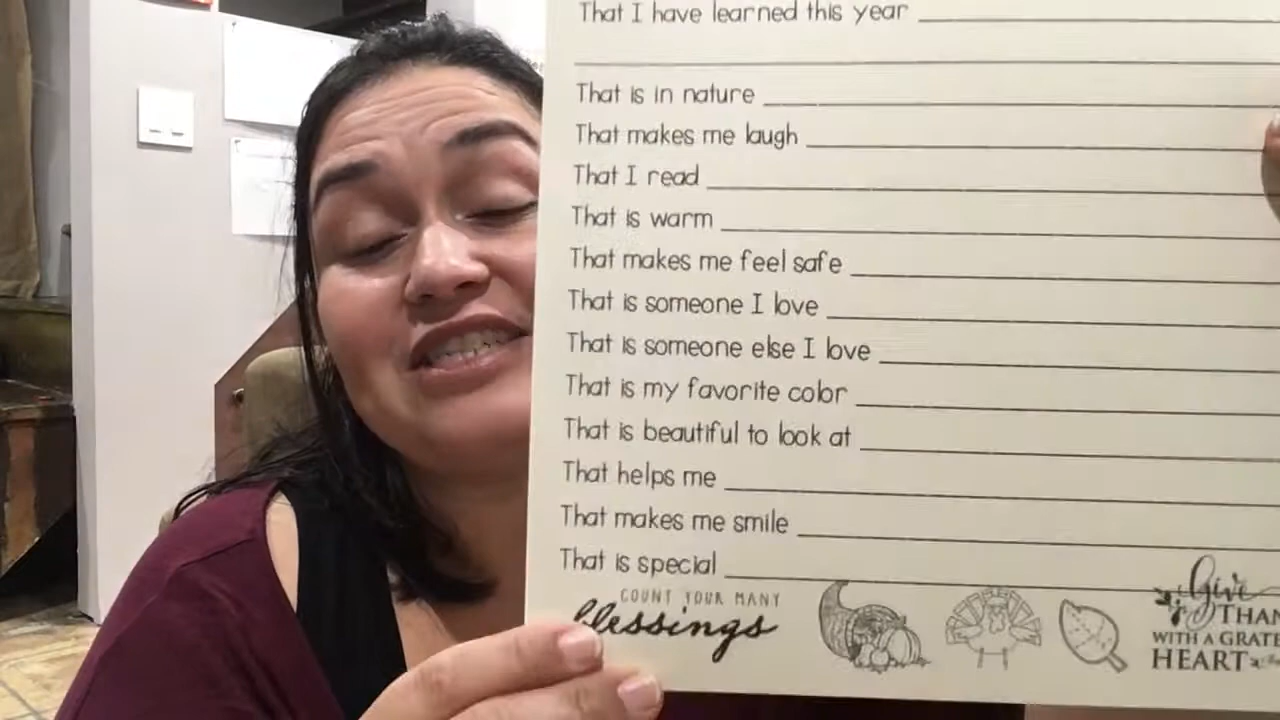 That I have learned this year
That is in nature
That makes me laugh
That I read
That is warm
That makes me feel safe
That is someone I love
That is someone else I love
That is my favorite color
That is beautiful to look at
That helps me
That makes me smile
That is special
COUNT YOUR MANY
blessings
Give
THAN
WITH A GRATE
HEART